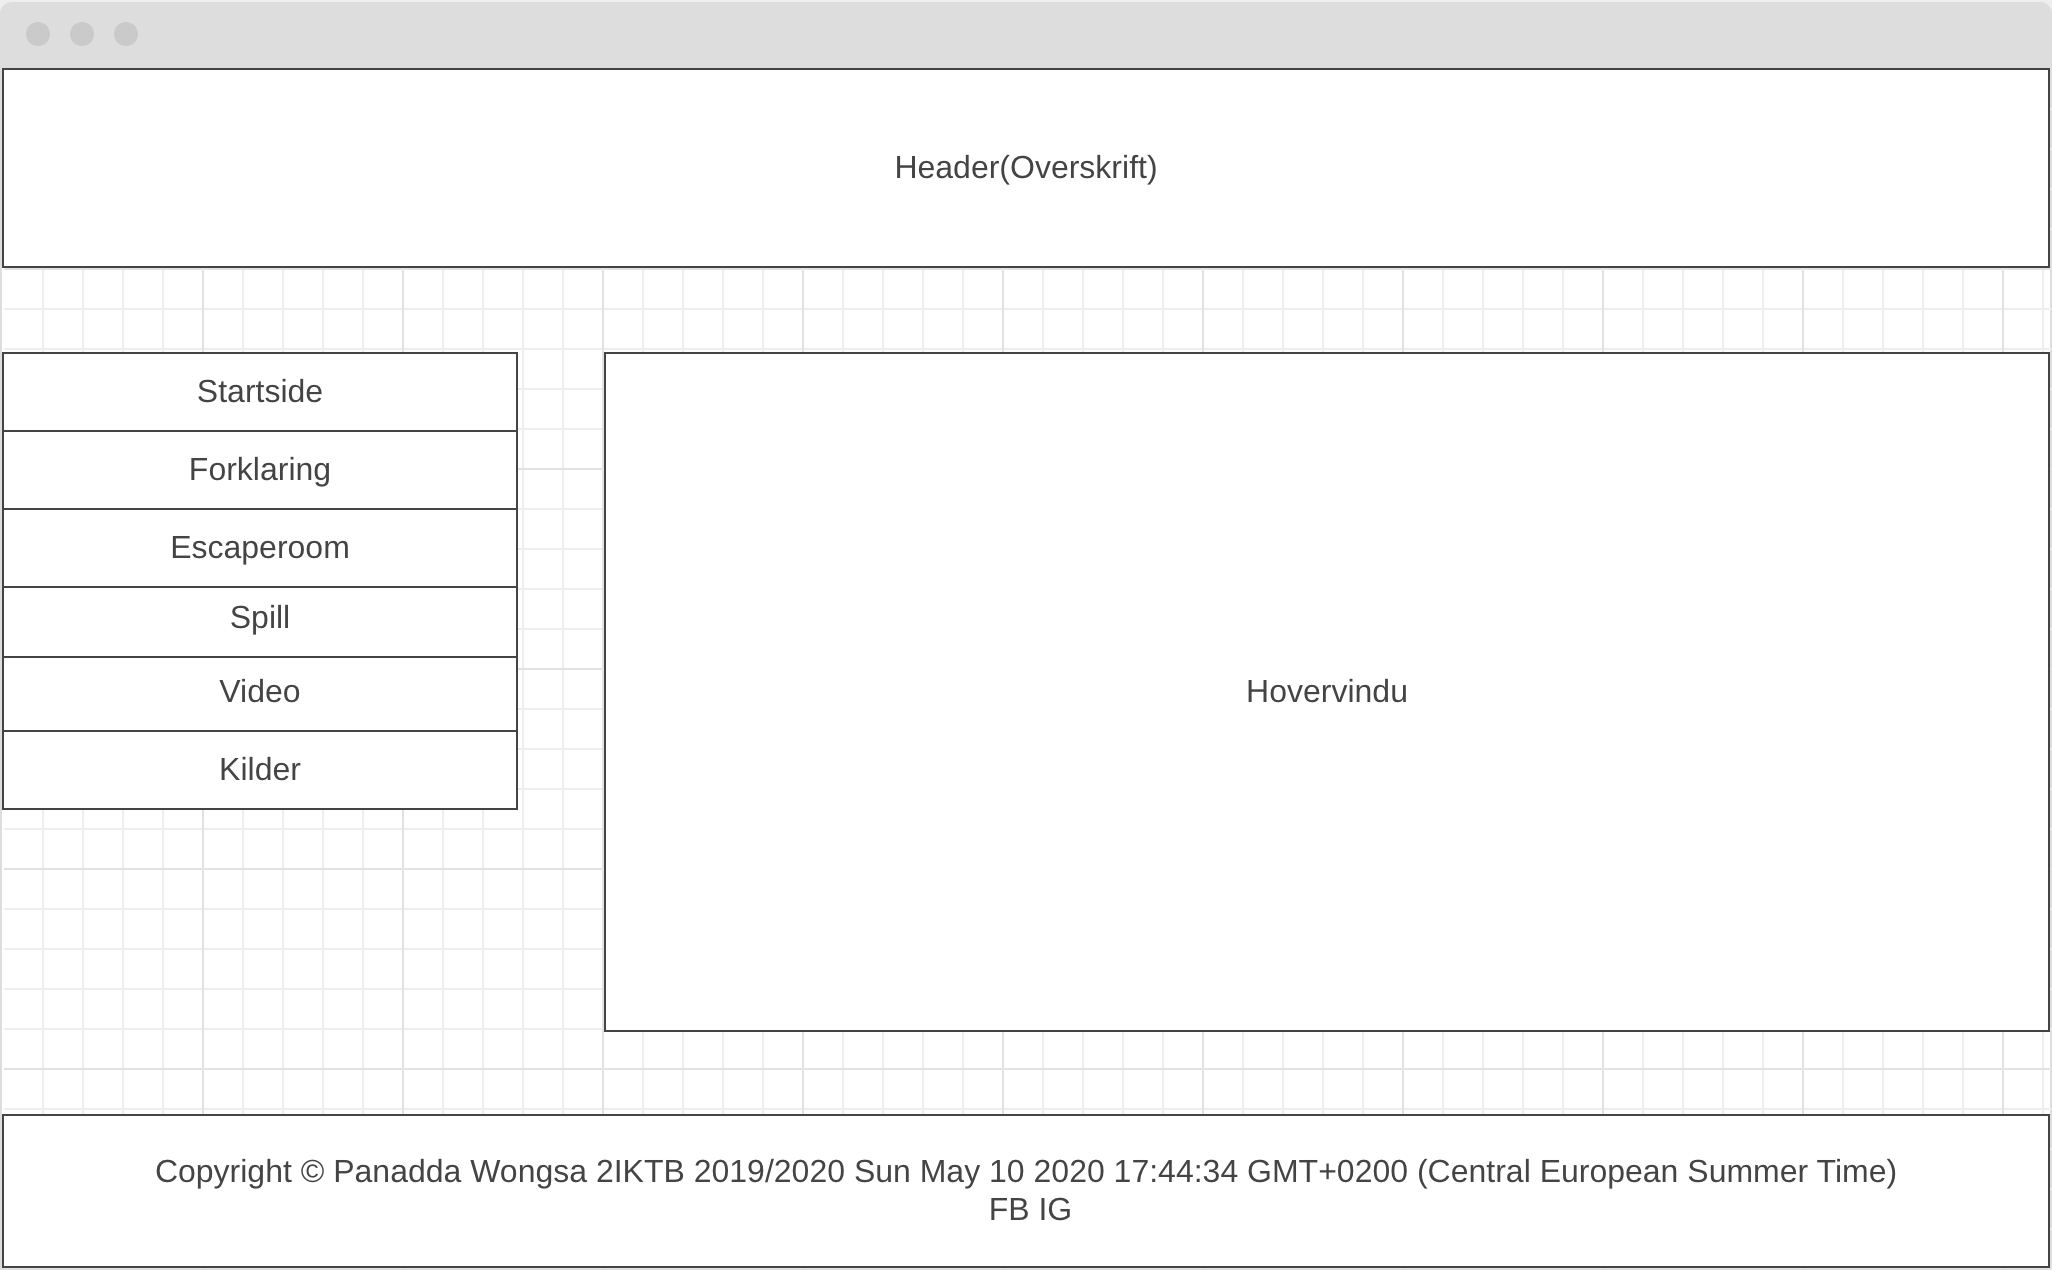 Header(Overskrift)
Startside
Forklaring
Escaperoom
Spill
Video
Kilder
Hovervindu
Copyright © Panadda Wongsa 2IKTB 2019/2020 Sun May 10 2020 17:44:34 GMT+0200 (Central European Summer Time)
FB IG